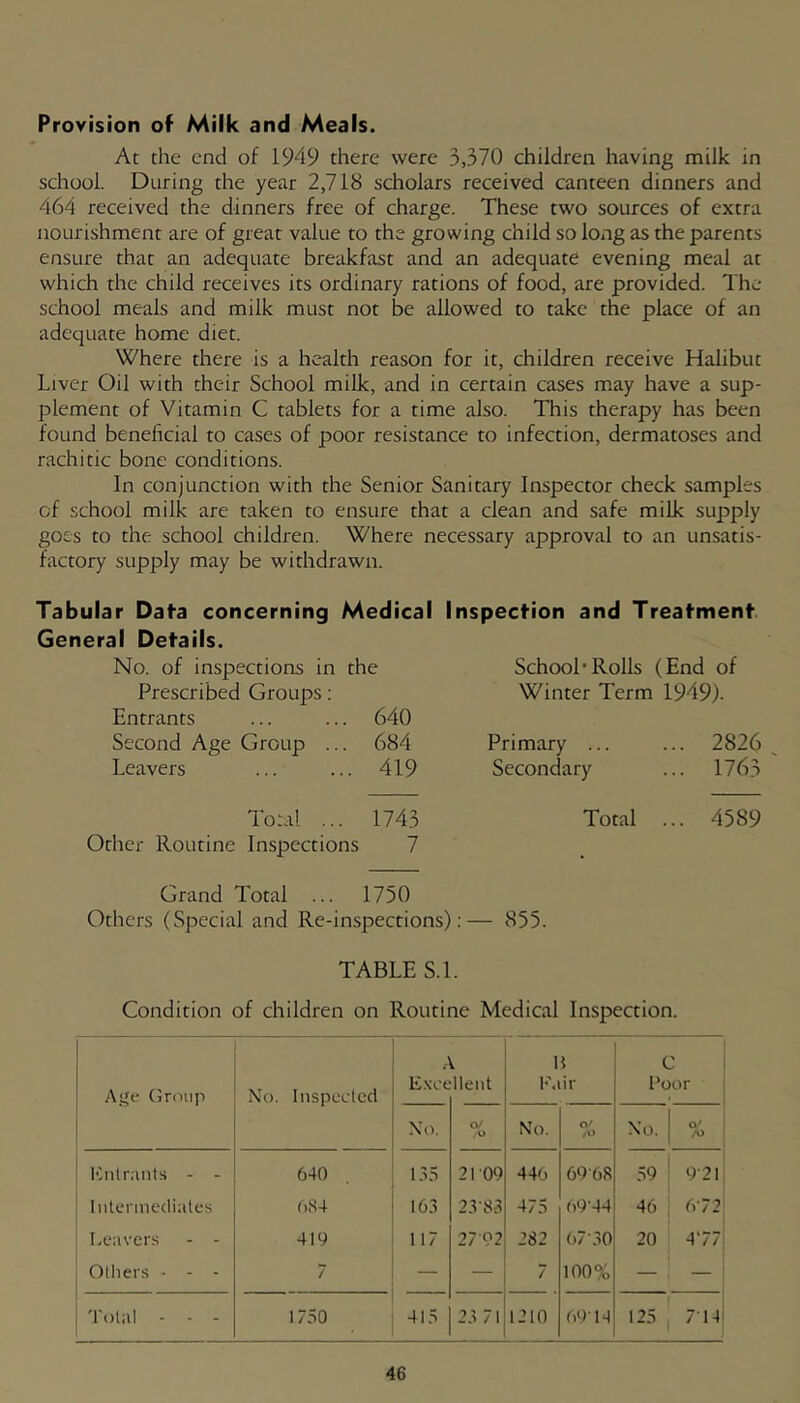 Provision of Milk and Meals.
At the end of 1949 there were 3,370 children having milk in
school. During the year 2,718 scholars received canteen dinners and
464 received the dinners free of charge. These two sources of extra
nourishment are of great value to the growing child so long as the parents
ensure that an adequate breakfast and an adequate evening meal at
which the child receives its ordinary rations of food, are provided. The
school meals and milk must not be allowed to take the place of an
adequate home diet.
Where there is a health reason for it, children receive Halibut
Liver Oil with their School milk, and in certain cases may have a sup-
plement of Vitamin C tablets for a time also. This therapy has been
found beneficial to cases of poor resistance to infection, dermatoses and
rachitic bone conditions.
In conjunction with the Senior Sanitary Inspector check samples
of school milk are taken to ensure that a clean and safe milk supply
goes to the school children. Where necessary approval to an unsatis-
factory supply may be withdrawn.
Tabular Data concerning Medical Inspection and Treatment
General Details.
No. of inspections in the School Rolls (End of
Prescribed Groups: Winter Term 1949).
Entrants ... ... 640
Second Age Group ... 684 Primary ... ... 2826
Leavers ... ... 419 Secondary ... 1763
Total ... 1743 Total ... 4589
Other Routine Inspections 7
Grand Total ... 1750
Others (Special and Re-inspections):— 855.
TABLE S.1.
Condition of children on Routine Medical Inspection.
Age Group No. Inspected A Excellent B Fair C Poor
No. % No. % No. %
Entrants - - 640 135 21·09 446 69·68 59 9·21
Intermediates 684 163 23·83 475 69·44 46 6·72
Leavers - - 419 117 27·92 282 67·30 20 4·77
Others - - - 7 — — 7 100% — —
Total - - - 1750 415 23·71 1210 69·14 125 7·14
46